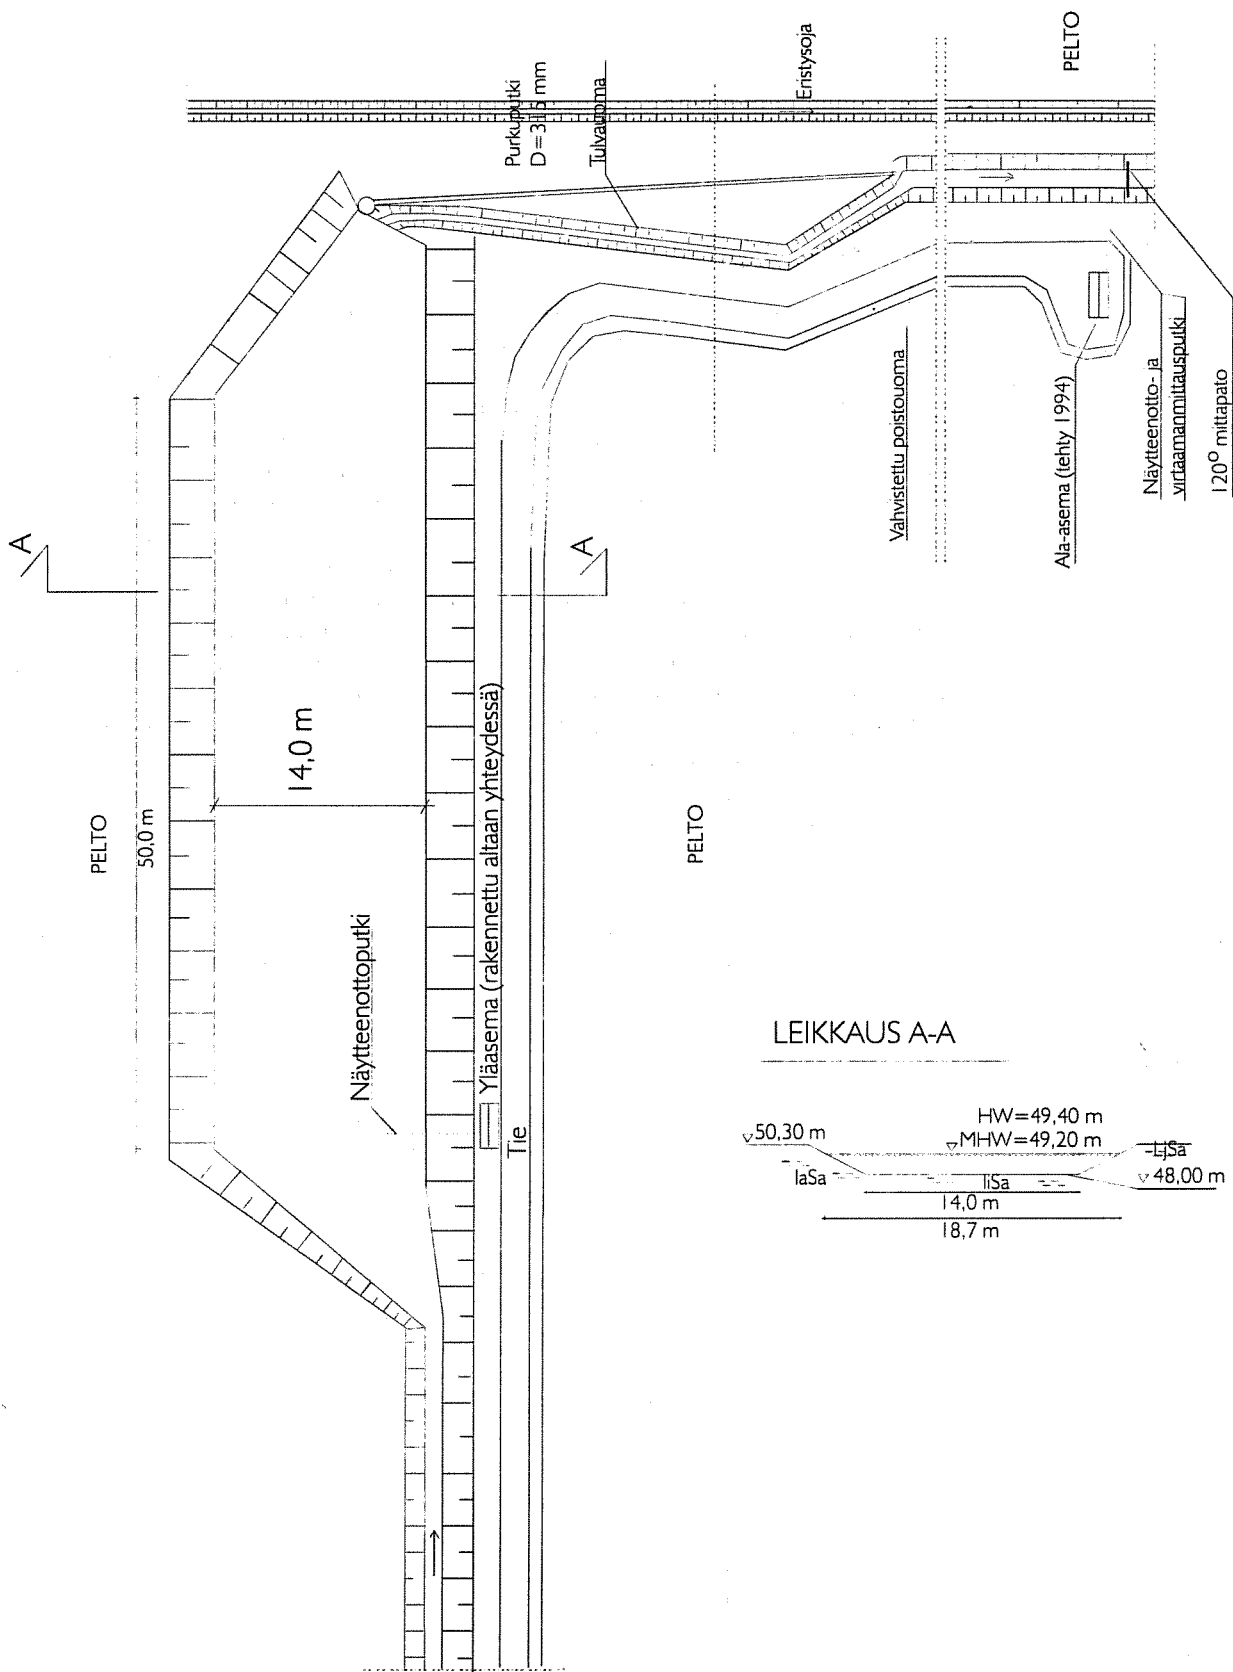 PELTO
Eristysoja
Purkuputki
D=315 mm
Tulvauoma
Vahvistettu poistouoma
Ala-asema (tehty 1994)
Näytteenotto- ja
virtaamanmittausputki
120° mittapato
A
A
PELTO
50,0 m
14,0 m
Näytteenottoputki
Yläasema (rakennettu altaan yhteydessä)
Tie
PELTO
LEIKKAUS A-A
HW=49,40 m
50,30 m
MHW=49,20 m
LjSa
laSa
liSa
48,00 m
14,0 m
18,7 m